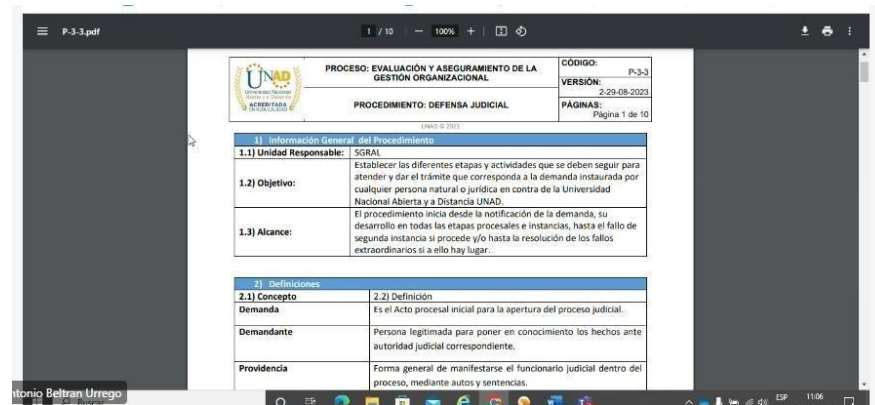 P-3-3.pdf
1 / 10
100%
UNAD
Universidad Nacional
Abierta y a Distancia
ACREDITADA
EN ALTA CALIDAD
PROCESO: EVALUACIÓN Y ASEGURAMIENTO DE LA
GESTIÓN ORGANIZACIONAL
PROCEDIMIENTO: DEFENSA JUDICIAL
CÓDIGO:
P-3-3
VERSIÓN:
2-29-08-2023
PÁGINAS:
Página 1 de 10
UNAD © 2023
1) Información General del Procedimiento
1.1) Unidad Responsable: SGRAL
1.2) Objetivo:
Establecer las diferentes etapas y actividades que se deben seguir para
atender y dar el trámite que corresponda a la demanda instaurada por
cualquier persona natural o jurídica en contra de la Universidad
Nacional Abierta y a Distancia UNAD.
1.3) Alcance:
El procedimiento inicia desde la notificación de la demanda, su
desarrollo en todas las etapas procesales e instancias, hasta el fallo de
segunda instancia si procede y/o hasta la resolución de los fallos
extraordinarios si a ello hay lugar.
2) Definiciones
2.1) Concepto 2.2) Definición
Demanda Es el Acto procesal inicial para la apertura del proceso judicial.
Demandante Persona legitimada para poner en conocimiento los hechos ante
autoridad judicial correspondiente.
Providencia Forma general de manifestarse el funcionario judicial dentro del
proceso, mediante autos y sentencias.
ntonio Beltran Urrego
Buscar
ESP
11:06